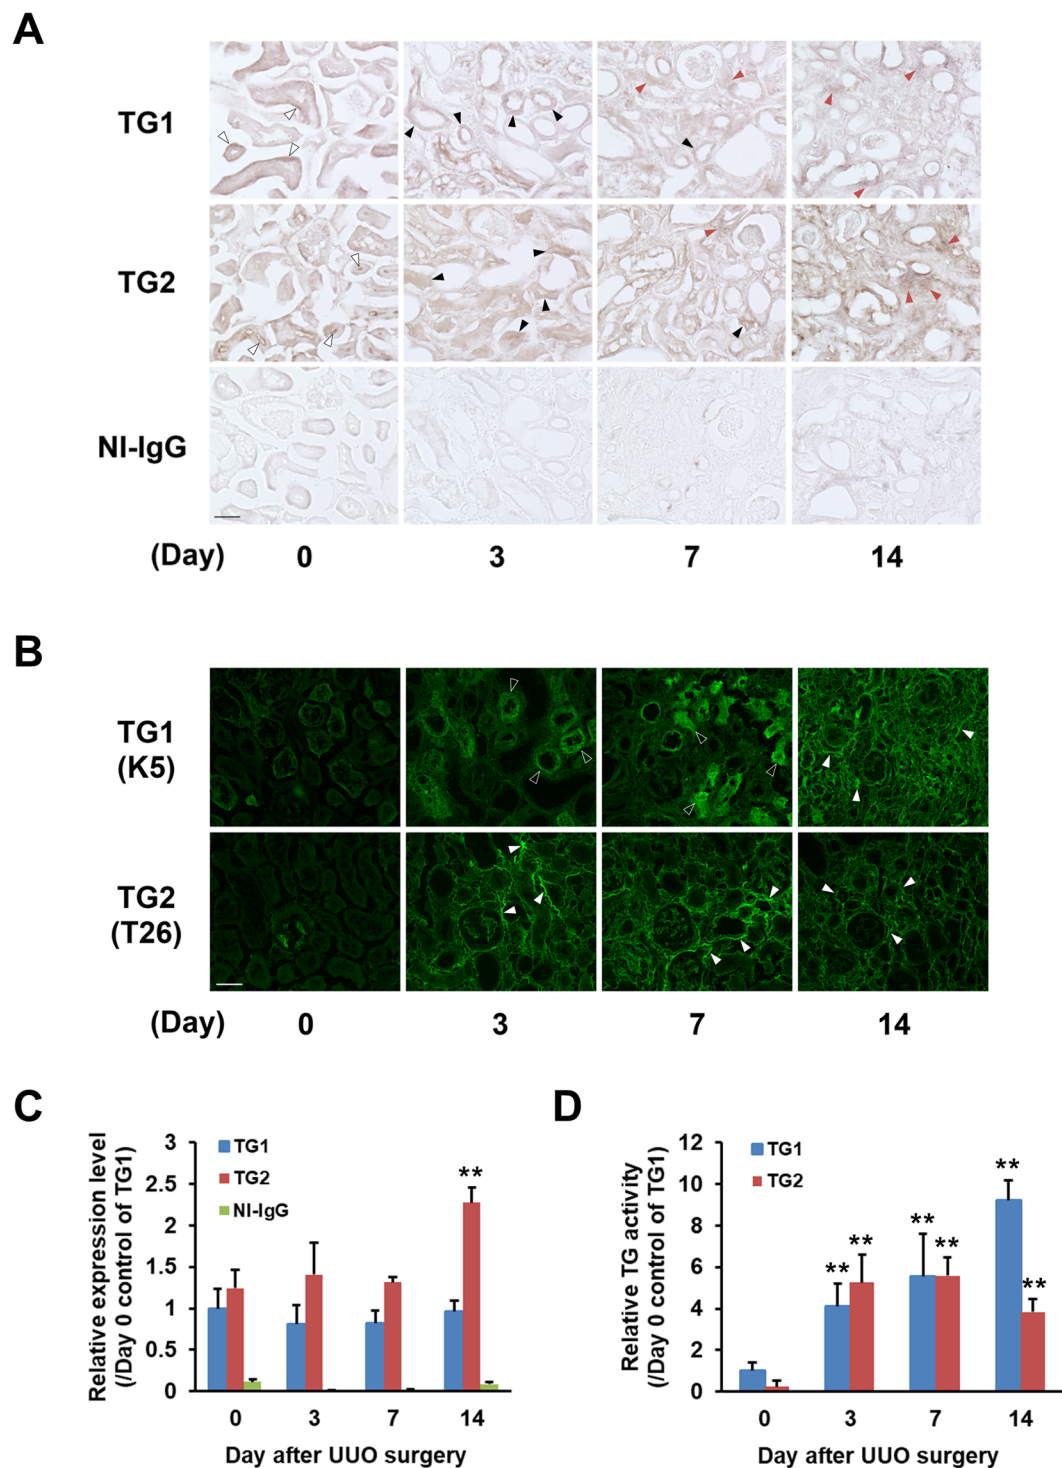 A
TG1
TG2
NI-IgG
(Day) 0 3 7 14
B
TG1
(K5)
TG2
(T26)
(Day) 0 3 7 14
C
Relative expression level
(/Day 0 control of TG1)
3
2.5
2
1.5
1
0.5
0
TG1
TG2
NI-IgG
**
0 3 7 14
Day after UUO surgery
D
Relative TG activity
(/Day 0 control of TG1)
12
10
8
6
4
2
0
TG1
TG2
** ** ** ** ** **
0 3 7 14
Day after UUO surgery